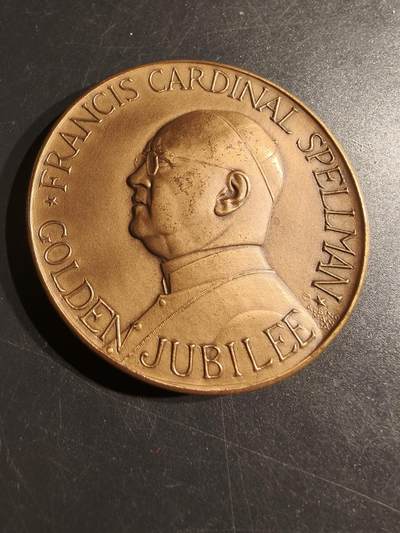 ★ FRANCIS CARDINAL SPELLMAN ★
GOLDEN JUBILEE